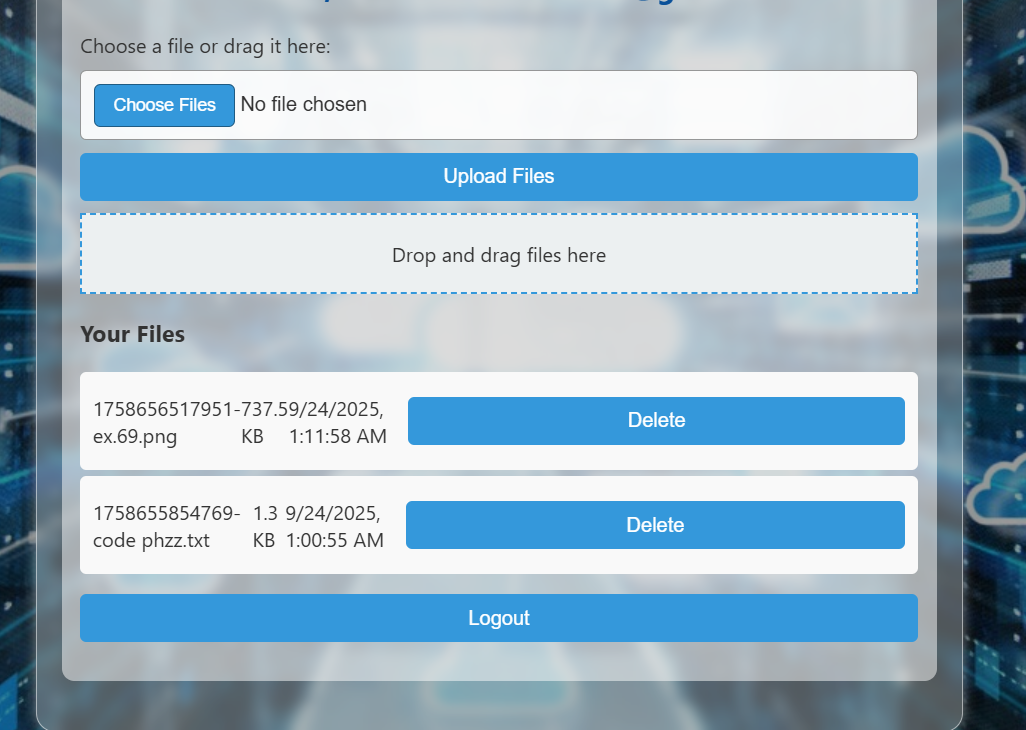 Choose a file or drag it here:
Choose Files No file chosen
Upload Files
Drop and drag files here
Your Files
1758656517951-ex.69.png 737.5 KB 9/24/2025, 1:11:58 AM Delete
1758655854769-code phzz.txt 1.3 KB 9/24/2025, 1:00:55 AM Delete
Logout